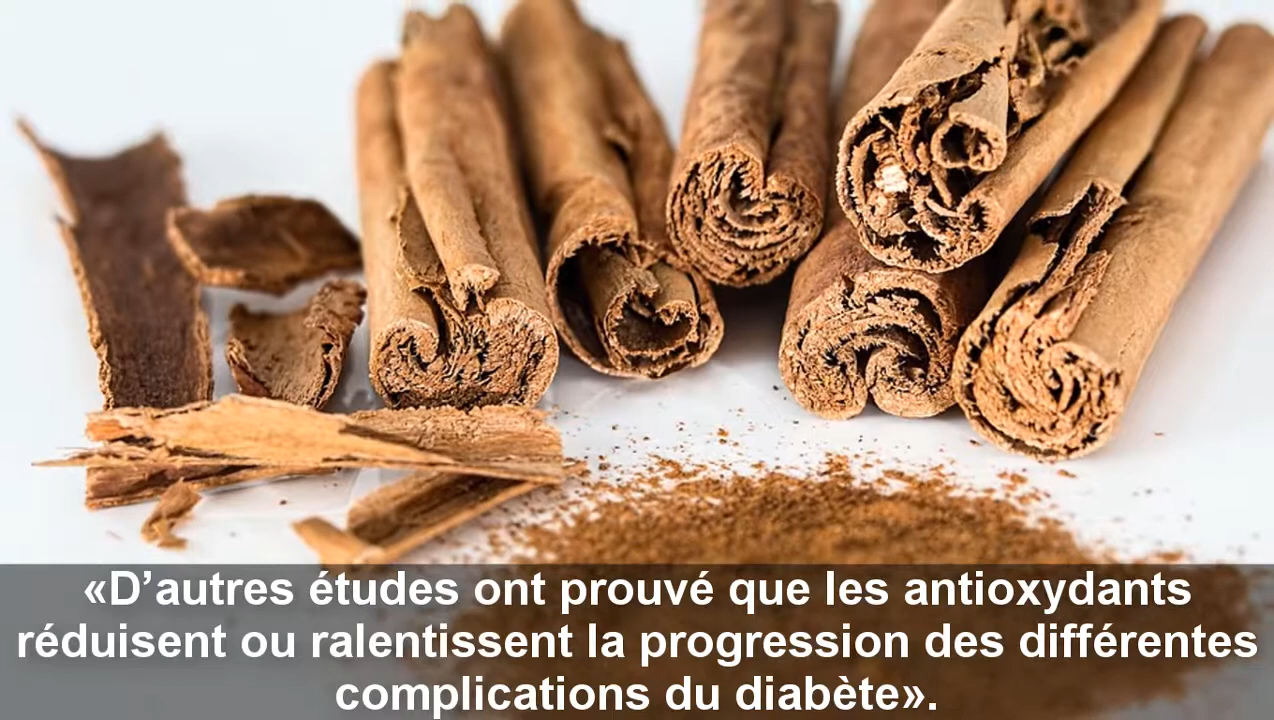 «D’autres études ont prouvé que les antioxydants
réduisent ou ralentissent la progression des différentes
complications du diabète».